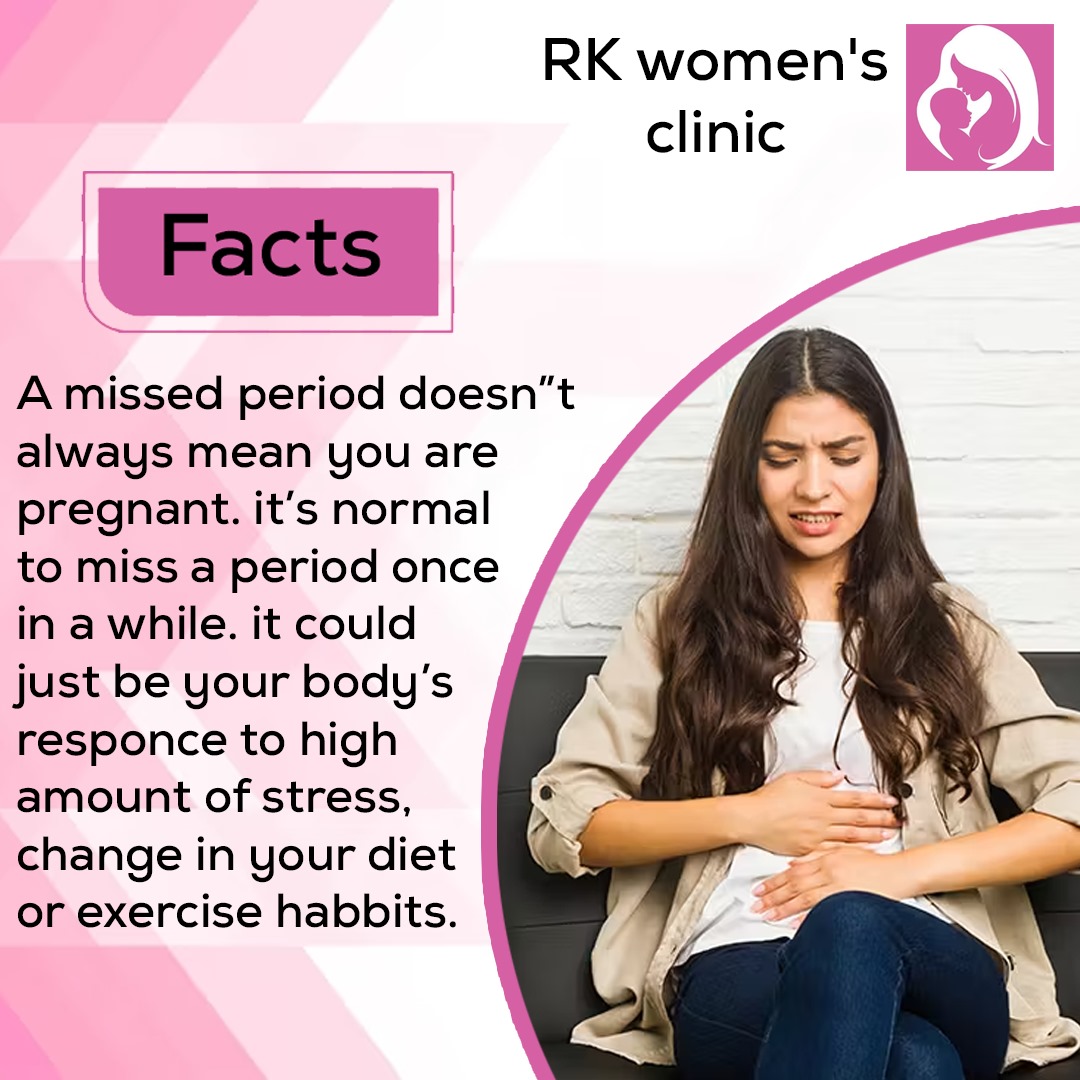 RK women's
clinic
Facts
A missed period doesn”t
always mean you are
pregnant. it’s normal
to miss a period once
in a while. it could
just be your body’s
responce to high
amount of stress,
change in your diet
or exercise habbits.